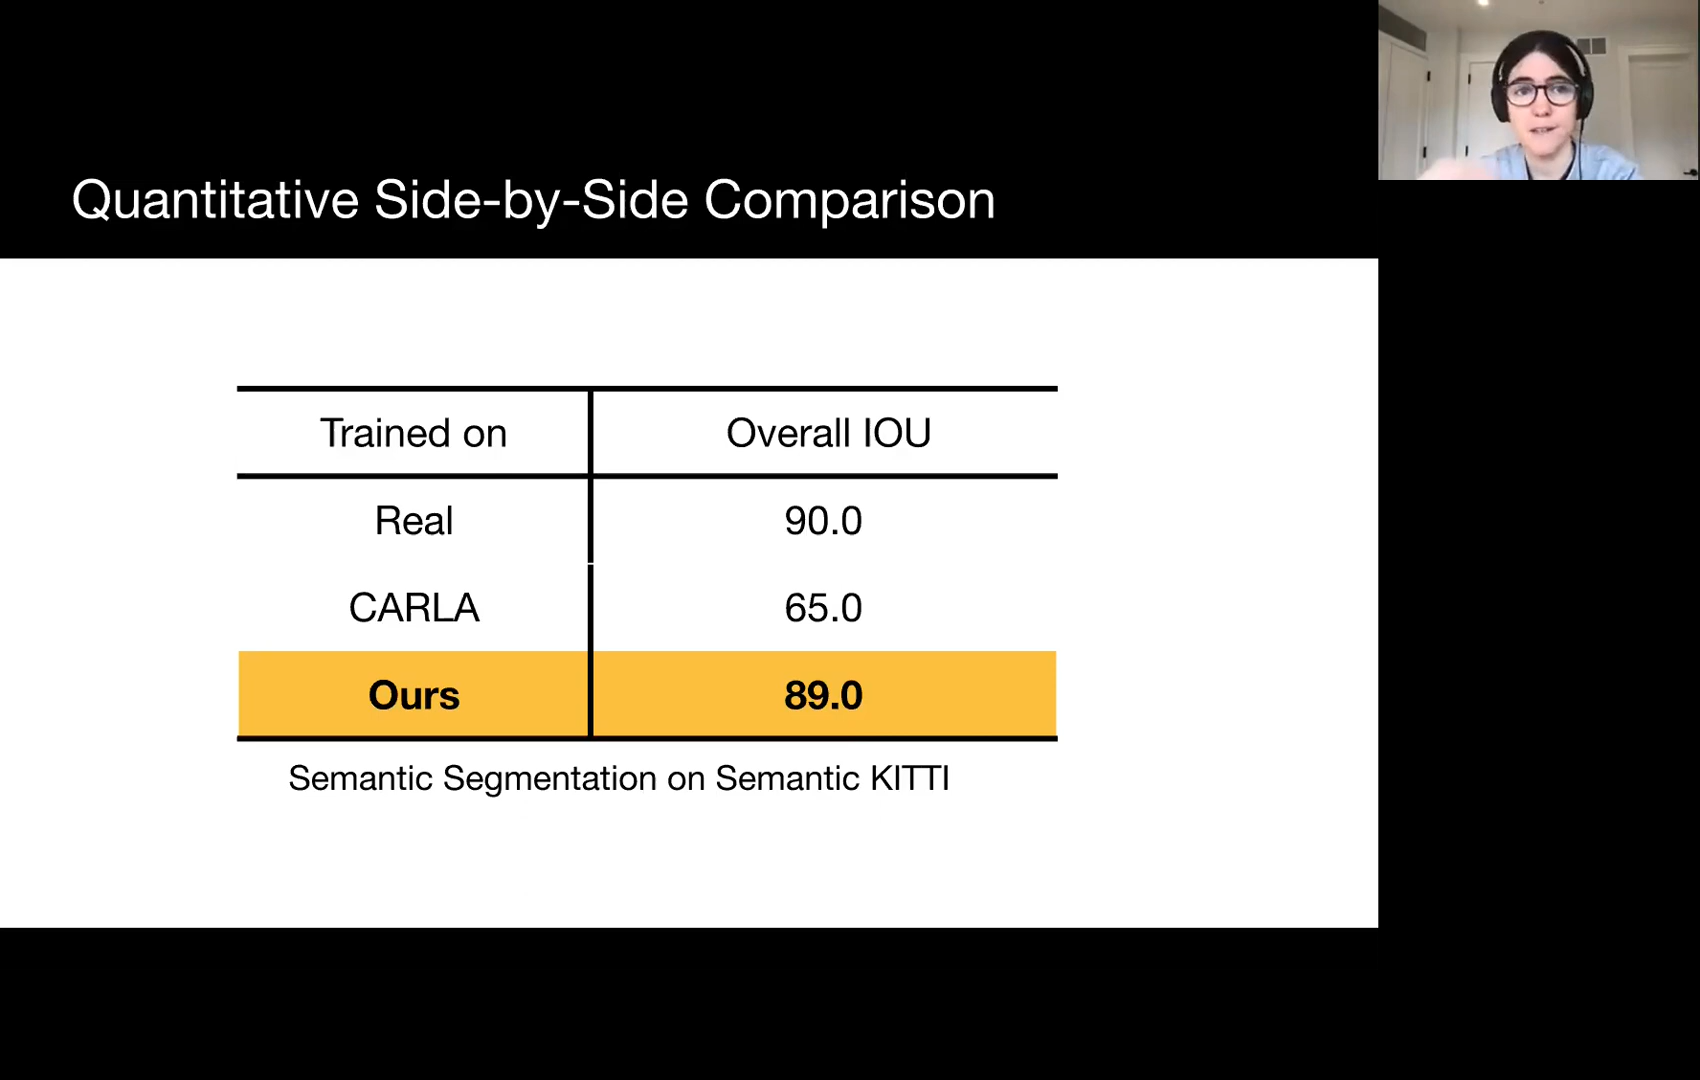 Quantitative Side-by-Side Comparison
Trained on Overall IOU
Real 90.0
CARLA 65.0
Ours 89.0
Semantic Segmentation on Semantic KITTI